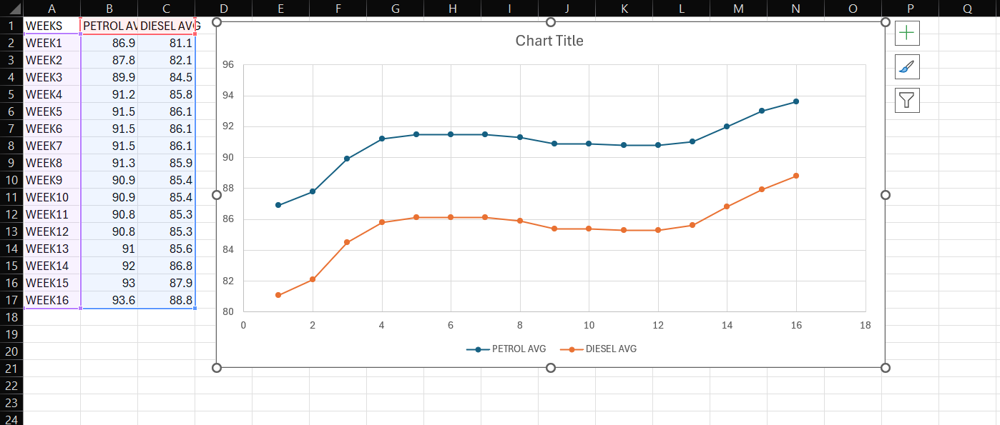 A B C D E F G H I J K L M N O P Q
1 WEEKS PETROL AV DIESEL AVG
2 WEEK1 86.9 81.1
3 WEEK2 87.8 82.1
4 WEEK3 89.9 84.5
5 WEEK4 91.2 85.8
6 WEEK5 91.5 86.1
7 WEEK6 91.5 86.1
8 WEEK7 91.5 86.1
9 WEEK8 91.3 85.9
10 WEEK9 90.9 85.4
11 WEEK10 90.9 85.4
12 WEEK11 90.8 85.3
13 WEEK12 90.8 85.3
14 WEEK13 91 85.6
15 WEEK14 92 86.8
16 WEEK15 93 87.9
17 WEEK16 93.6 88.8
18
19
20
21
22
23
24
Chart Title
96
94
92
90
88
86
84
82
80
0 2 4 6 8 10 12 14 16 18
PETROL AVG DIESEL AVG